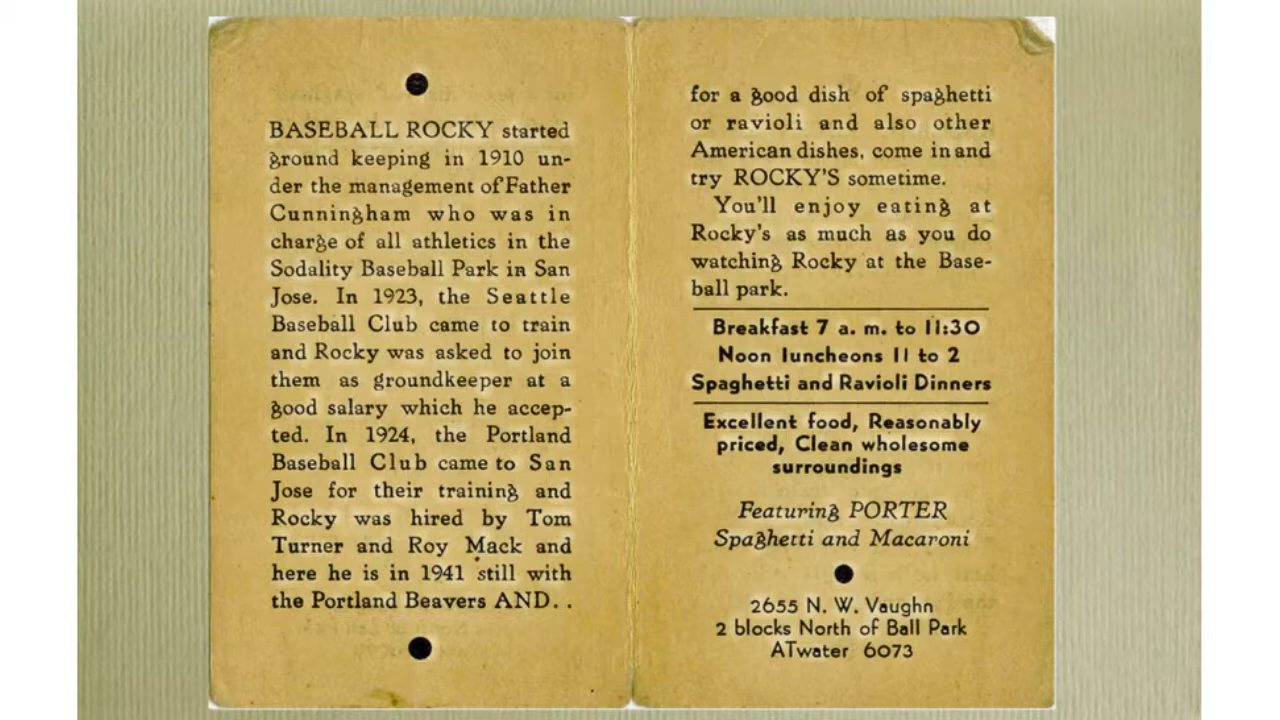 BASEBALL ROCKY started
ground keeping in 1910 un-
der the management of Father
Cunningham who was in
charge of all athletics in the
Sodality Baseball Park in San
Jose. In 1923, the Seattle
Baseball Club came to train
and Rocky was asked to join
them as groundkeeper at a
good salary which he accep-
ted. In 1924, the Portland
Baseball Club came to San
Jose for their training and
Rocky was hired by Tom
Turner and Roy Mack and
here he is in 1941 still with
the Portland Beavers AND. .
for a good dish of spaghetti
or ravioli and also other
American dishes, come in and
try ROCKY'S sometime.
You'll enjoy eating at
Rocky's as much as you do
watching Rocky at the Base-
ball park.
Breakfast 7 a. m. to 11:30
Noon luncheons 11 to 2
Spaghetti and Ravioli Dinners
Excellent food, Reasonably
priced, Clean wholesome
surroundings
Featuring PORTER
Spaghetti and Macaroni
2655 N. W. Vaughn
2 blocks North of Ball Park
ATwater 6073